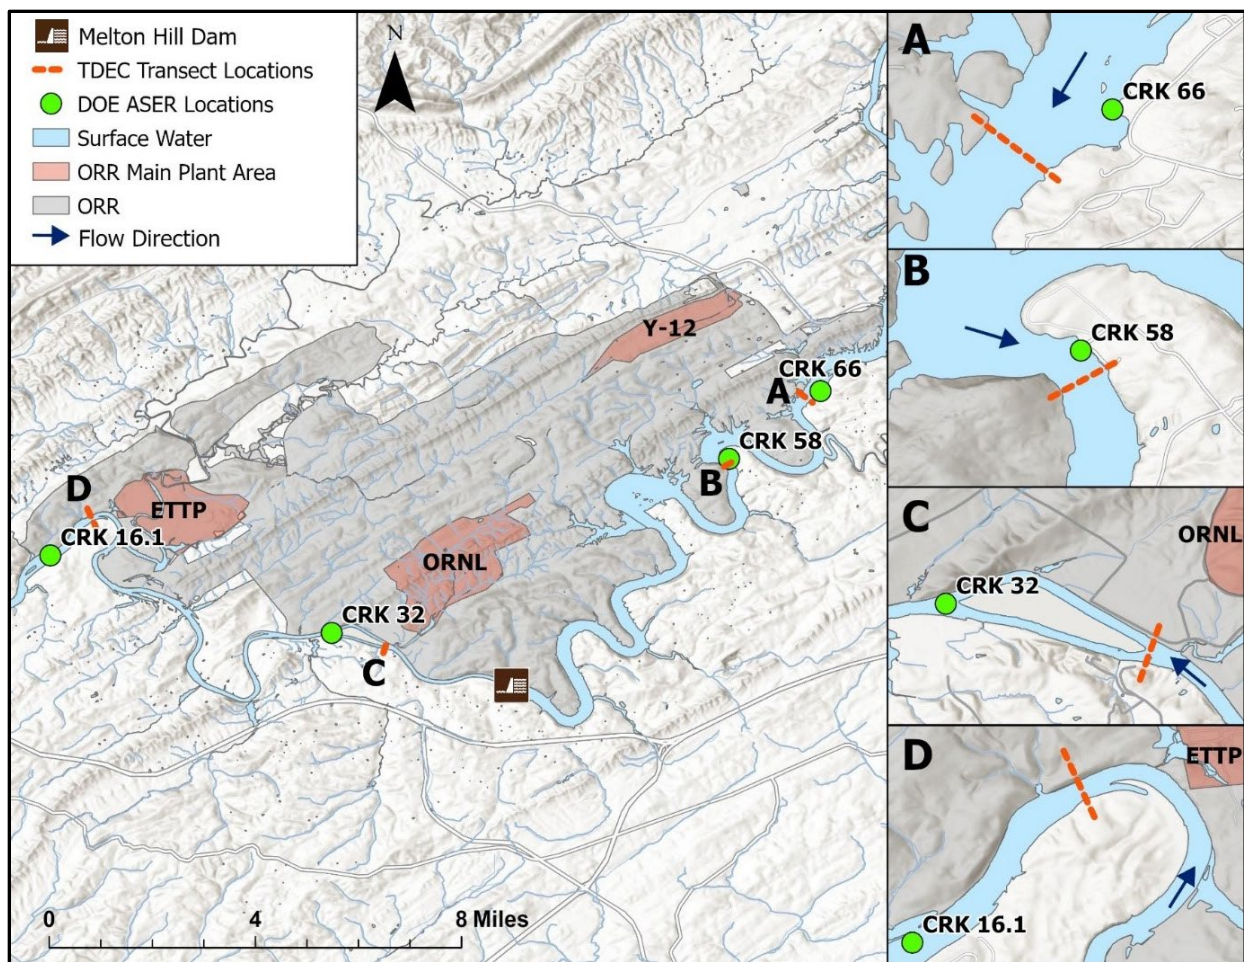 Melton Hill Dam
TDEC Transect Locations
DOE ASER Locations
Surface Water
ORR Main Plant Area
ORR
Flow Direction
N
Y-12
CRK 66
A
CRK 58
B
D
ETTP
CRK 16.1
ORNL
CRK 32
C
0 4 8 Miles
A
CRK 66
B
CRK 58
C
ORNL
CRK 32
D
ETTP
CRK 16.1